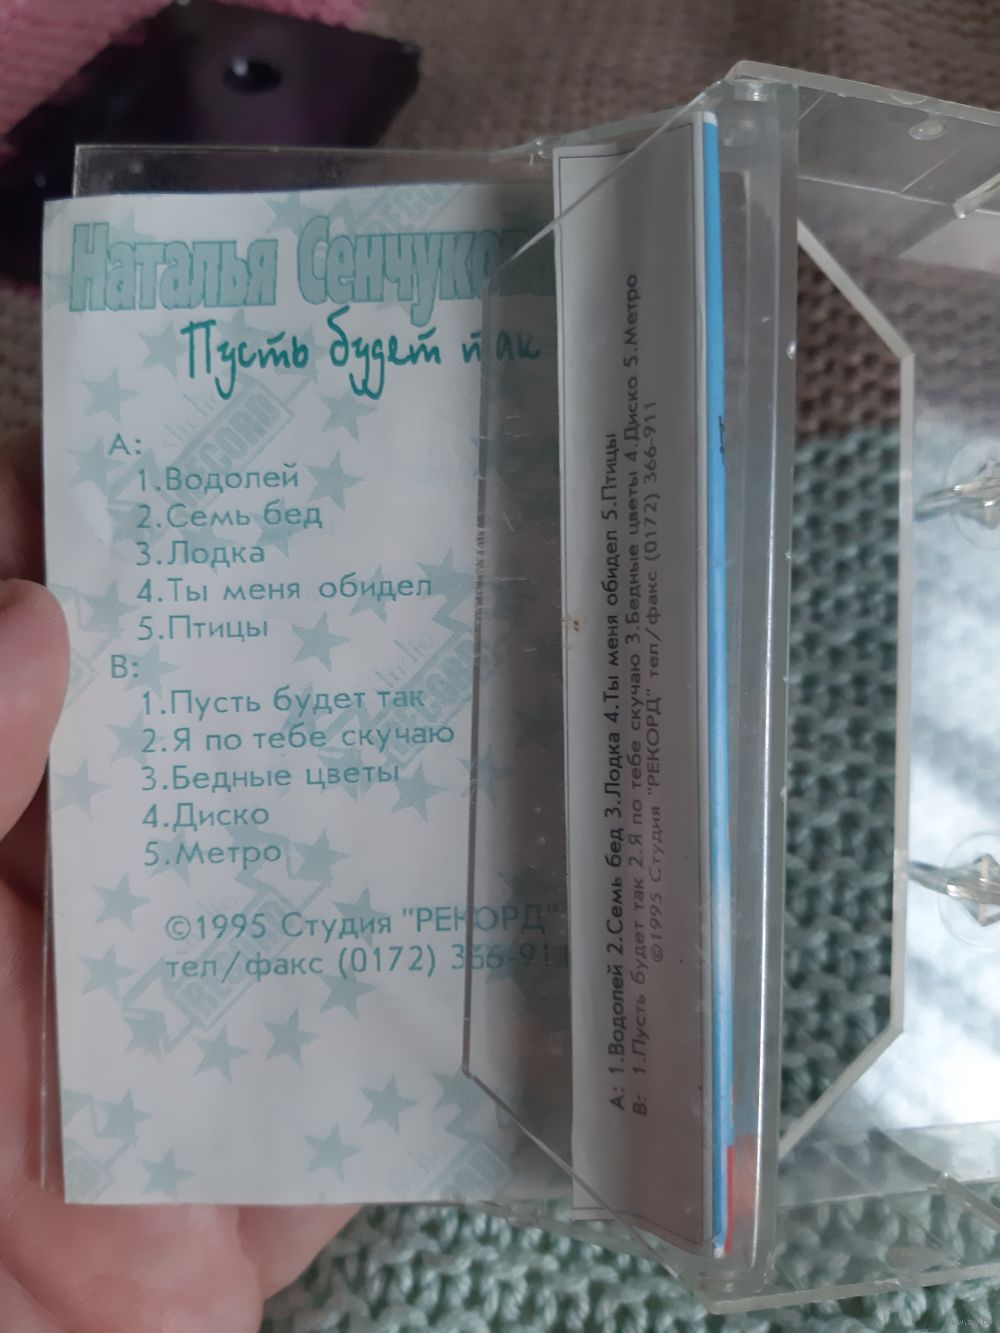 Наталья Сенчукова
Пусть будет так
А:
1.Водолей
2.Семь бед
3.Лодка
4.Ты меня обидел
5.Птицы
В:
1.Пусть будет так
2.Я по тебе скучаю
3.Бедные цветы
4.Диско
5.Метро
©1995 Студия "РЕКОРД"
тел/факс (0172) 366-911
А: 1.Водолей 2.Семь бед 3.Лодка 4.Ты меня обидел 5.Птицы
В: 1.Пусть будет так 2.Я по тебе скучаю 3.Бедные цветы 4.Диско 5.Метро
©1995 Студия "РЕКОРД" тел/факс (0172) 366-911